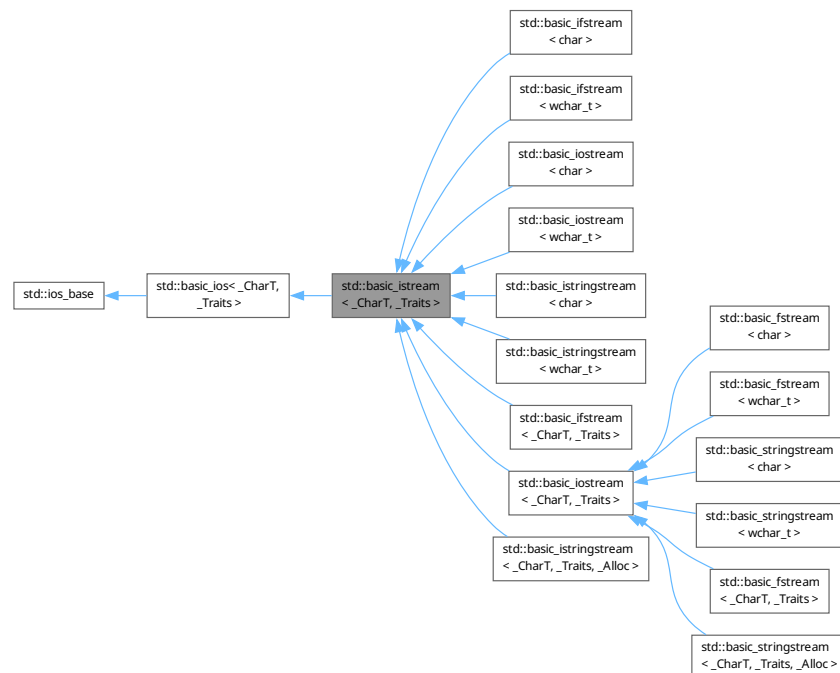 std::basic_ifstream
< char >
std::basic_ifstream
< wchar_t >
std::basic_iostream
< char >
std::basic_iostream
< wchar_t >
std::ios_base
std::basic_ios< _CharT,
_Traits >
std::basic_istream
< _CharT, _Traits >
std::basic_istringstream
< char >
std::basic_istringstream
< wchar_t >
std::basic_ifstream
< _CharT, _Traits >
std::basic_iostream
< _CharT, _Traits >
std::basic_istringstream
< _CharT, _Traits, _Alloc >
std::basic_fstream
< char >
std::basic_fstream
< wchar_t >
std::basic_stringstream
< char >
std::basic_stringstream
< wchar_t >
std::basic_fstream
< _CharT, _Traits >
std::basic_stringstream
< _CharT, _Traits, _Alloc >